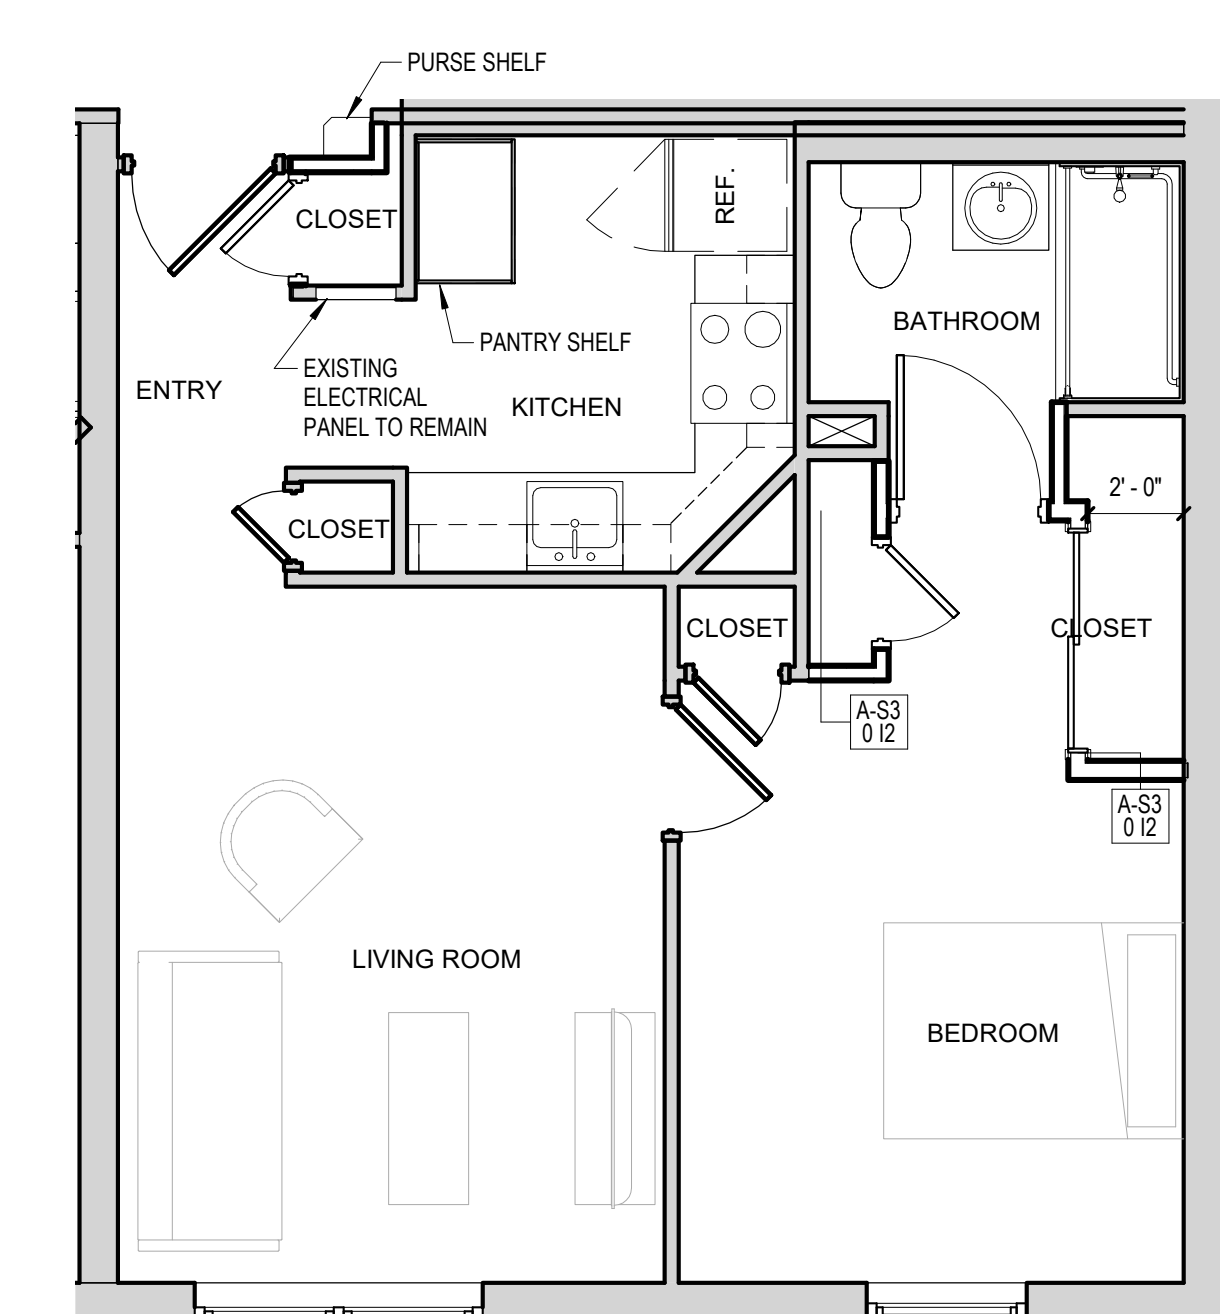 PURSE SHELF
CLOSET
REF.
BATHROOM
PANTRY SHELF
EXISTING
ELECTRICAL
PANEL TO REMAIN
ENTRY
KITCHEN
2' - 0"
CLOSET
CLOSET
CLOSET
A-S3
0 I2
A-S3
0 I2
LIVING ROOM
BEDROOM